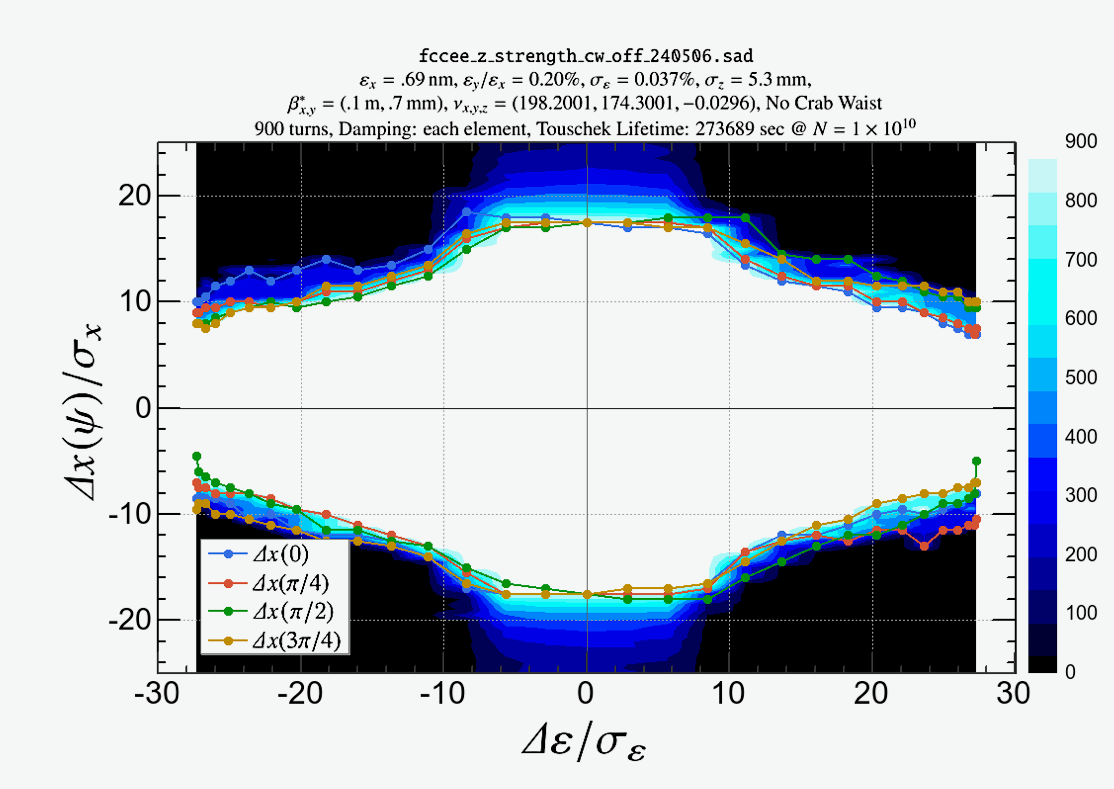 fccee_z_strength_cw_off_240506.sad
εx = .69 nm, εy/εx = 0.20%, σε = 0.037%, σz = 5.3 mm,
β*x,y = (.1 m, .7 mm), νx,y,z = (198.2001, 174.3001, −0.0296), No Crab Waist
900 turns, Damping: each element, Touschek Lifetime: 273689 sec @ N = 1 × 10¹⁰
20
10
0
-10
-20
Δx(ψ)/σx
Δx(0)
Δx(π/4)
Δx(π/2)
Δx(3π/4)
-30 -20 -10 0 10 20 30
Δε/σε
900
800
700
600
500
400
300
200
100
0